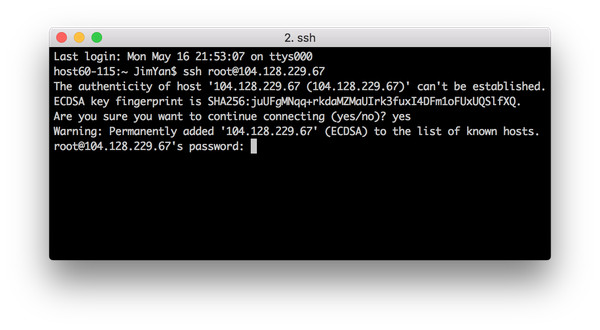 2. ssh
Last login: Mon May 16 21:53:07 on ttys000
host60-115:~ JimYan$ ssh root@104.128.229.67
The authenticity of host '104.128.229.67 (104.128.229.67)' can't be established.
ECDSA key fingerprint is SHA256:juUFgMNqq+rkdaMZMaUIrk3fuxI4DFm1oFUxUQSlfXQ.
Are you sure you want to continue connecting (yes/no)? yes
Warning: Permanently added '104.128.229.67' (ECDSA) to the list of known hosts.
root@104.128.229.67's password: